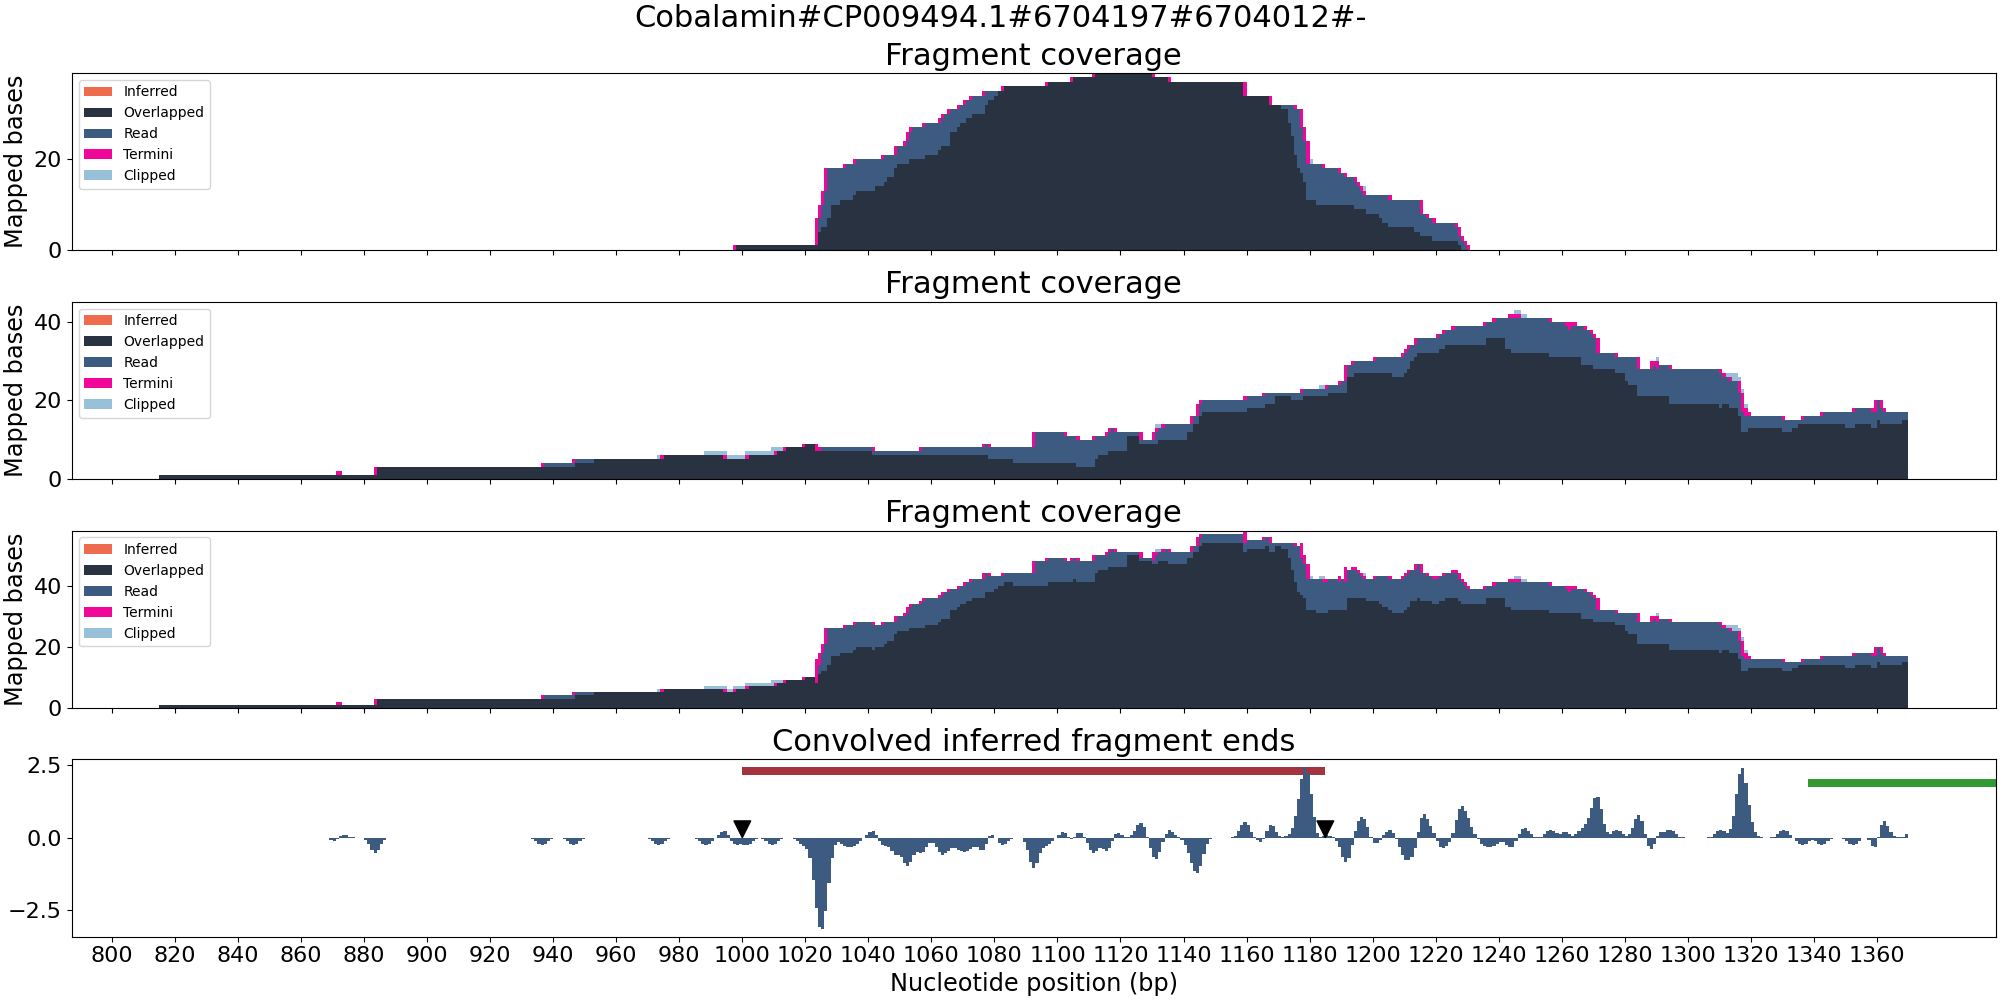 Cobalamin#CP009494.1#6704197#6704012#-
Fragment coverage
Mapped bases
20
0
Inferred
Overlapped
Read
Termini
Clipped
Fragment coverage
Mapped bases
40
20
0
Inferred
Overlapped
Read
Termini
Clipped
Fragment coverage
Mapped bases
40
20
0
Inferred
Overlapped
Read
Termini
Clipped
Convolved inferred fragment ends
2.5
0.0
−2.5
800 820 840 860 880 900 920 940 960 980 1000 1020 1040 1060 1080 1100 1120 1140 1160 1180 1200 1220 1240 1260 1280 1300 1320 1340 1360
Nucleotide position (bp)